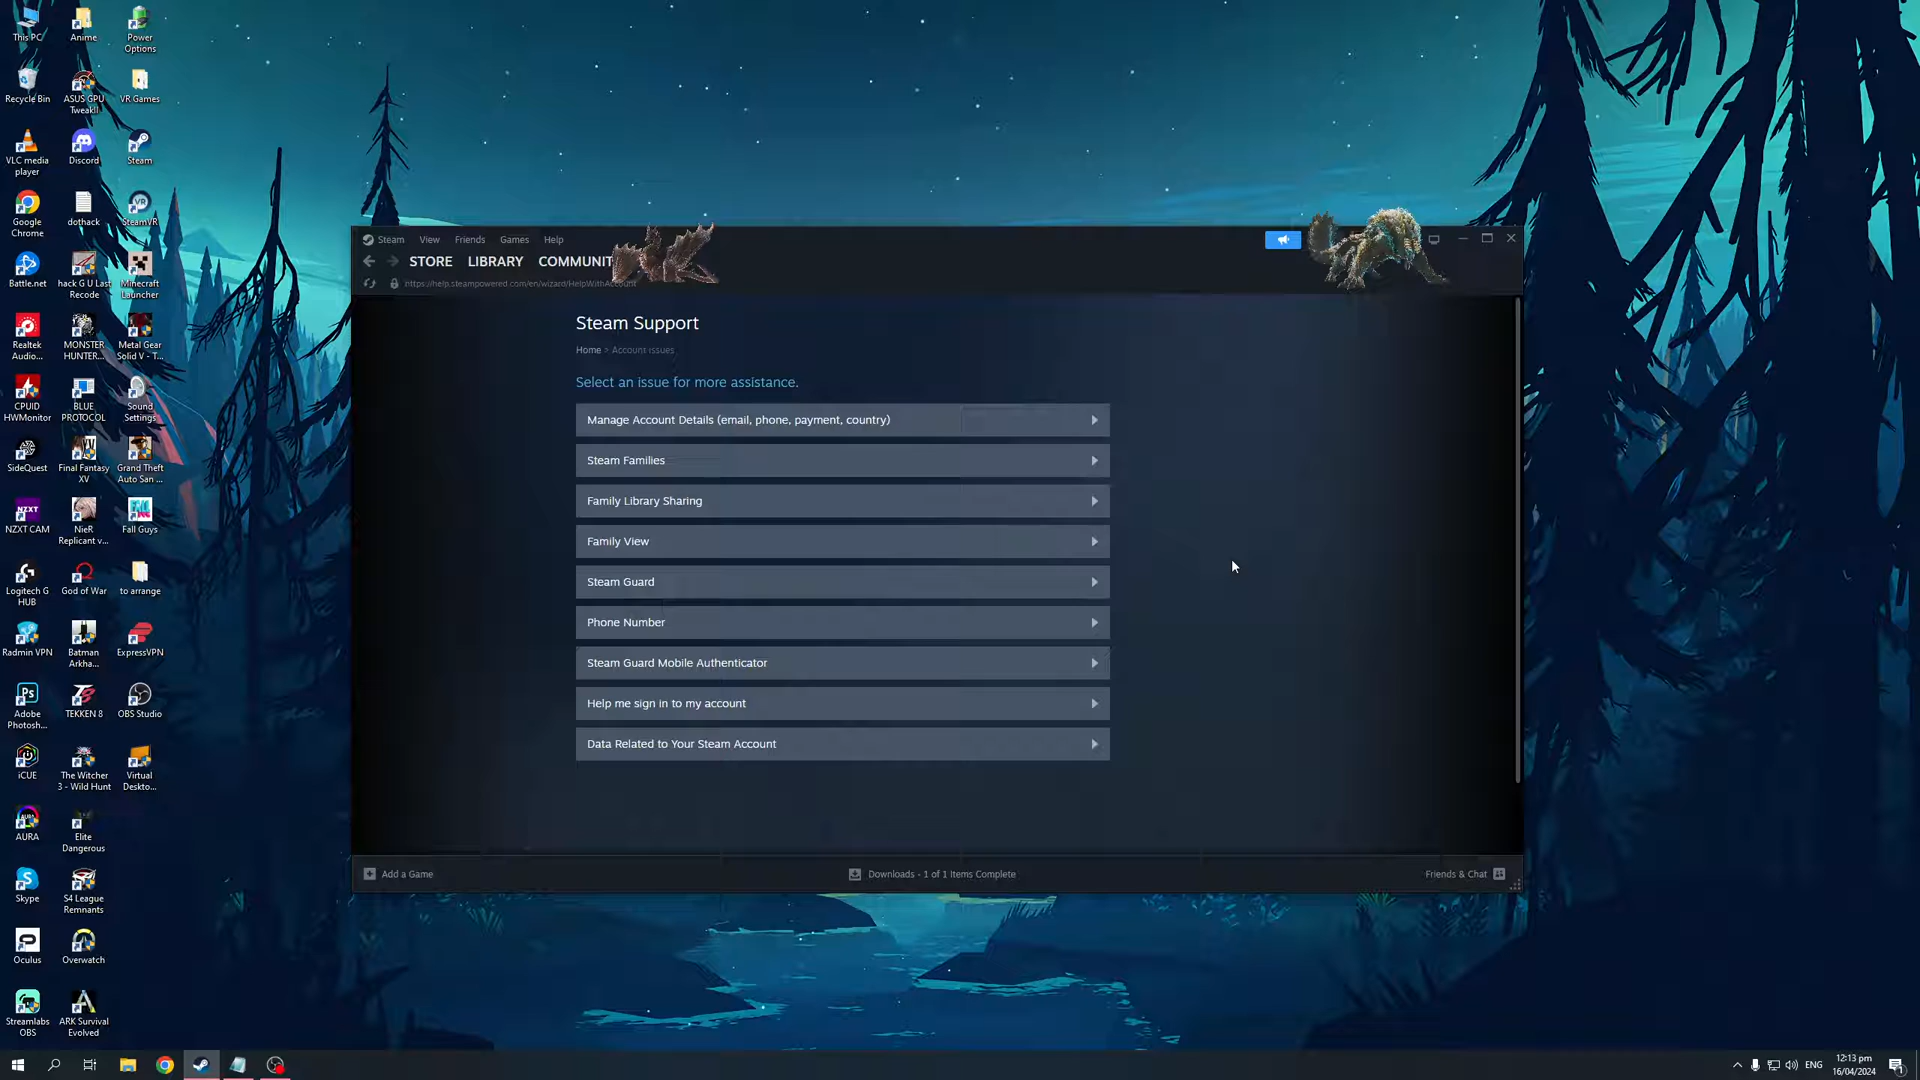 This PC
Anime
Power
Options
Recycle Bin
ASUS GPU
TweakII
VR Games
VLC media
player
Discord
Steam
Google
Chrome
dothack
SteamVR
Battle.net
hack G U Last
Recode
Minecraft
Launcher
Realtek
Audio...
MONSTER
HUNTER...
Metal Gear
Solid V - T...
CPUID
HWMonitor
BLUE
PROTOCOL
Sound
Settings
SideQuest
Final Fantasy
XV
Grand Theft
Auto San ...
NZXT CAM
NieR
Replicant v...
Fall Guys
Logitech G
HUB
God of War
to arrange
Radmin VPN
Batman
Arkha...
ExpressVPN
Adobe
Photosh...
TEKKEN 8
OBS Studio
iCUE
The Witcher
3 - Wild Hunt
Virtual
Deskto...
AURA
Elite
Dangerous
Skype
S4 League
Remnants
Oculus
Overwatch
Streamlabs
OBS
ARK Survival
Evolved
Steam View Friends Games Help
STORE LIBRARY COMMUNIT
https://help.steampowered.com/en/wizard/HelpWithAccount
Steam Support
Home > Account issues
Select an issue for more assistance.
Manage Account Details (email, phone, payment, country)
Steam Families
Family Library Sharing
Family View
Steam Guard
Phone Number
Steam Guard Mobile Authenticator
Help me sign in to my account
Data Related to Your Steam Account
Add a Game
Downloads - 1 of 1 Items Complete
Friends & Chat
ENG
12:13 pm
16/04/2024